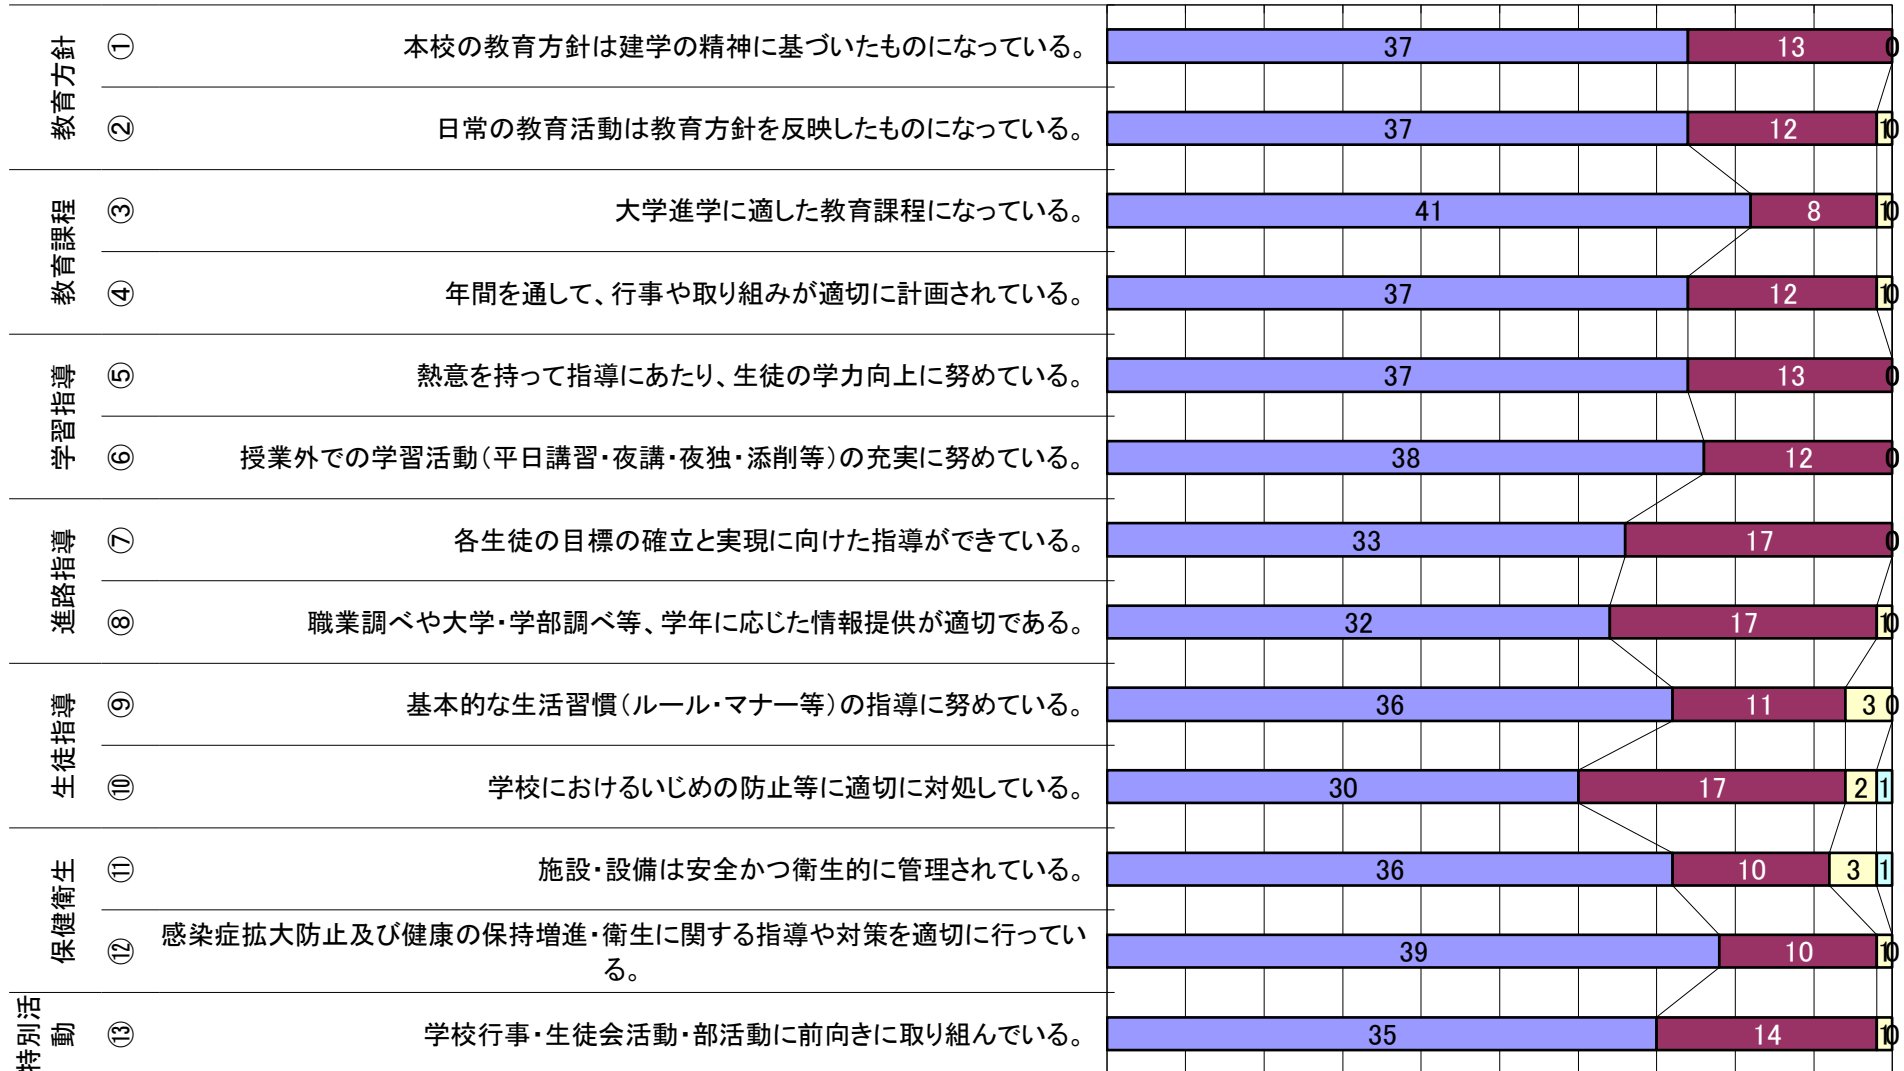 教育方針
① 本校の教育方針は建学の精神に基づいたものになっている。 37 13 0
② 日常の教育活動は教育方針を反映したものになっている。 37 12 1 0
教育課程
③ 大学進学に適した教育課程になっている。 41 8 1 0
④ 年間を通して、行事や取り組みが適切に計画されている。 37 12 1 0
学習指導
⑤ 熱意を持って指導にあたり、生徒の学力向上に努めている。 37 13 0
⑥ 授業外での学習活動(平日講習・夜講・夜独・添削等)の充実に努めている。 38 12 0
進路指導
⑦ 各生徒の目標の確立と実現に向けた指導ができている。 33 17 0
⑧ 職業調べや大学・学部調べ等、学年に応じた情報提供が適切である。 32 17 1 0
生徒指導
⑨ 基本的な生活習慣(ルール・マナー等)の指導に努めている。 36 11 3 0
⑩ 学校におけるいじめの防止等に適切に対処している。 30 17 2 1
保健衛生
⑪ 施設・設備は安全かつ衛生的に管理されている。 36 10 3 1
⑫ 感染症拡大防止及び健康の保持増進・衛生に関する指導や対策を適切に行ってい
る。 39 10 1 0
特別活
動
⑬ 学校行事・生徒会活動・部活動に前向きに取り組んでいる。 35 14 1 0